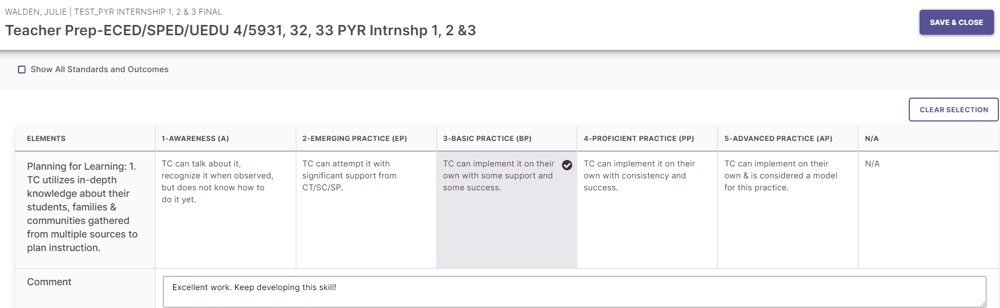 WALDEN, JULIE | TEST_PYR INTERNSHIP 1, 2 & 3 FINAL
Teacher Prep-ECED/SPED/UEDU 4/5931, 32, 33 PYR Intrnshp 1, 2 &3
SAVE & CLOSE
Show All Standards and Outcomes
CLEAR SELECTION
ELEMENTS
1-AWARENESS (A)
2-EMERGING PRACTICE (EP)
3-BASIC PRACTICE (BP)
4-PROFICIENT PRACTICE (PP)
5-ADVANCED PRACTICE (AP)
N/A
Planning for Learning: 1.
TC utilizes in-depth
knowledge about their
students, families &
communities gathered
from multiple sources to
plan instruction.
TC can talk about it,
recognize it when observed,
but does not know how to
do it yet.
TC can attempt it with
significant support from
CT/SC/SP.
TC can implement it on their
own with some support and
some success.
TC can implement it on their
own with consistency and
success.
TC can implement on their
own & is considered a model
for this practice.
N/A
Comment
Excellent work. Keep developing this skill!